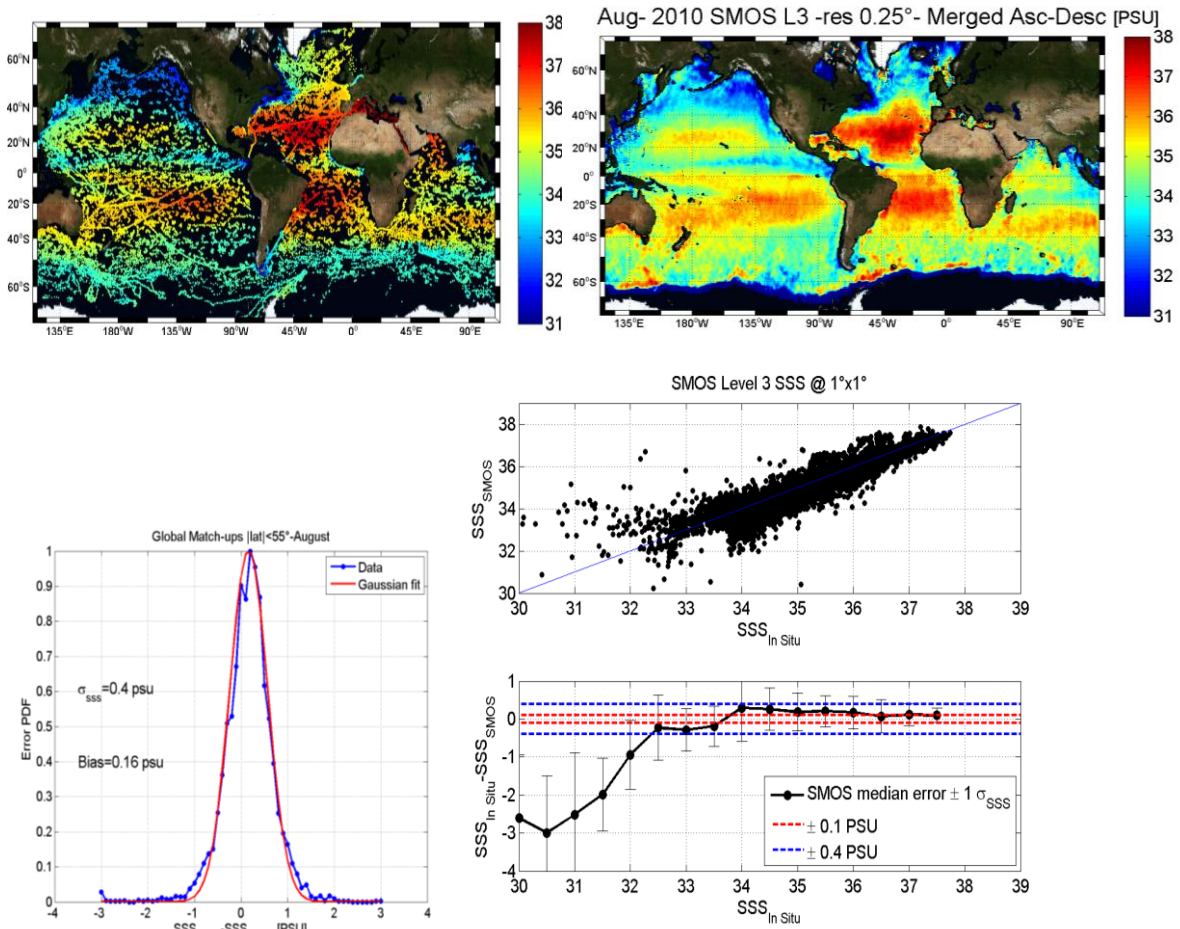 Aug- 2010 SMOS L3 -res 0.25°- Merged Asc-Desc [PSU]
60°N
40°N
20°N
0°
20°S
40°S
60°S
135°E
180°W
135°W
90°W
45°W
0°
45°E
90°E
38
37
36
35
34
33
32
31
60°N
40°N
20°N
0°
20°S
40°S
60°S
135°E
180°W
135°W
90°W
45°W
0°
45°E
90°E
38
37
36
35
34
33
32
31
SMOS Level 3 SSS @ 1°x1°
SSS_SMOS
38
36
34
32
30
30 31 32 33 34 35 36 37 38 39
SSS_In Situ
Global Match-ups |lat|<55°-August
Data
Gaussian fit
σ_sss=0.4 psu
Bias=0.16 psu
Error PDF
1
0.9
0.8
0.7
0.6
0.5
0.4
0.3
0.2
0.1
0
-4 -3 -2 -1 0 1 2 3 4
SSS -SSS [PSU]
SSS_In Situ-SSS_SMOS
1
0
-1
-2
-3
-4
SMOS median error ± 1 σ_SSS
± 0.1 PSU
± 0.4 PSU
30 31 32 33 34 35 36 37 38 39
SSS_In Situ